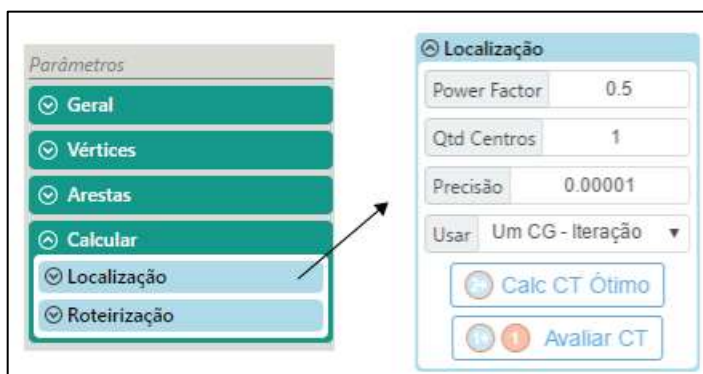 Parâmetros
Geral
Vértices
Arestas
Calcular
Localização
Roteirização
Localização
Power Factor 0.5
Qtd Centros 1
Precisão 0.00001
Usar Um CG - Iteração
Calc CT Ótimo
Avaliar CT